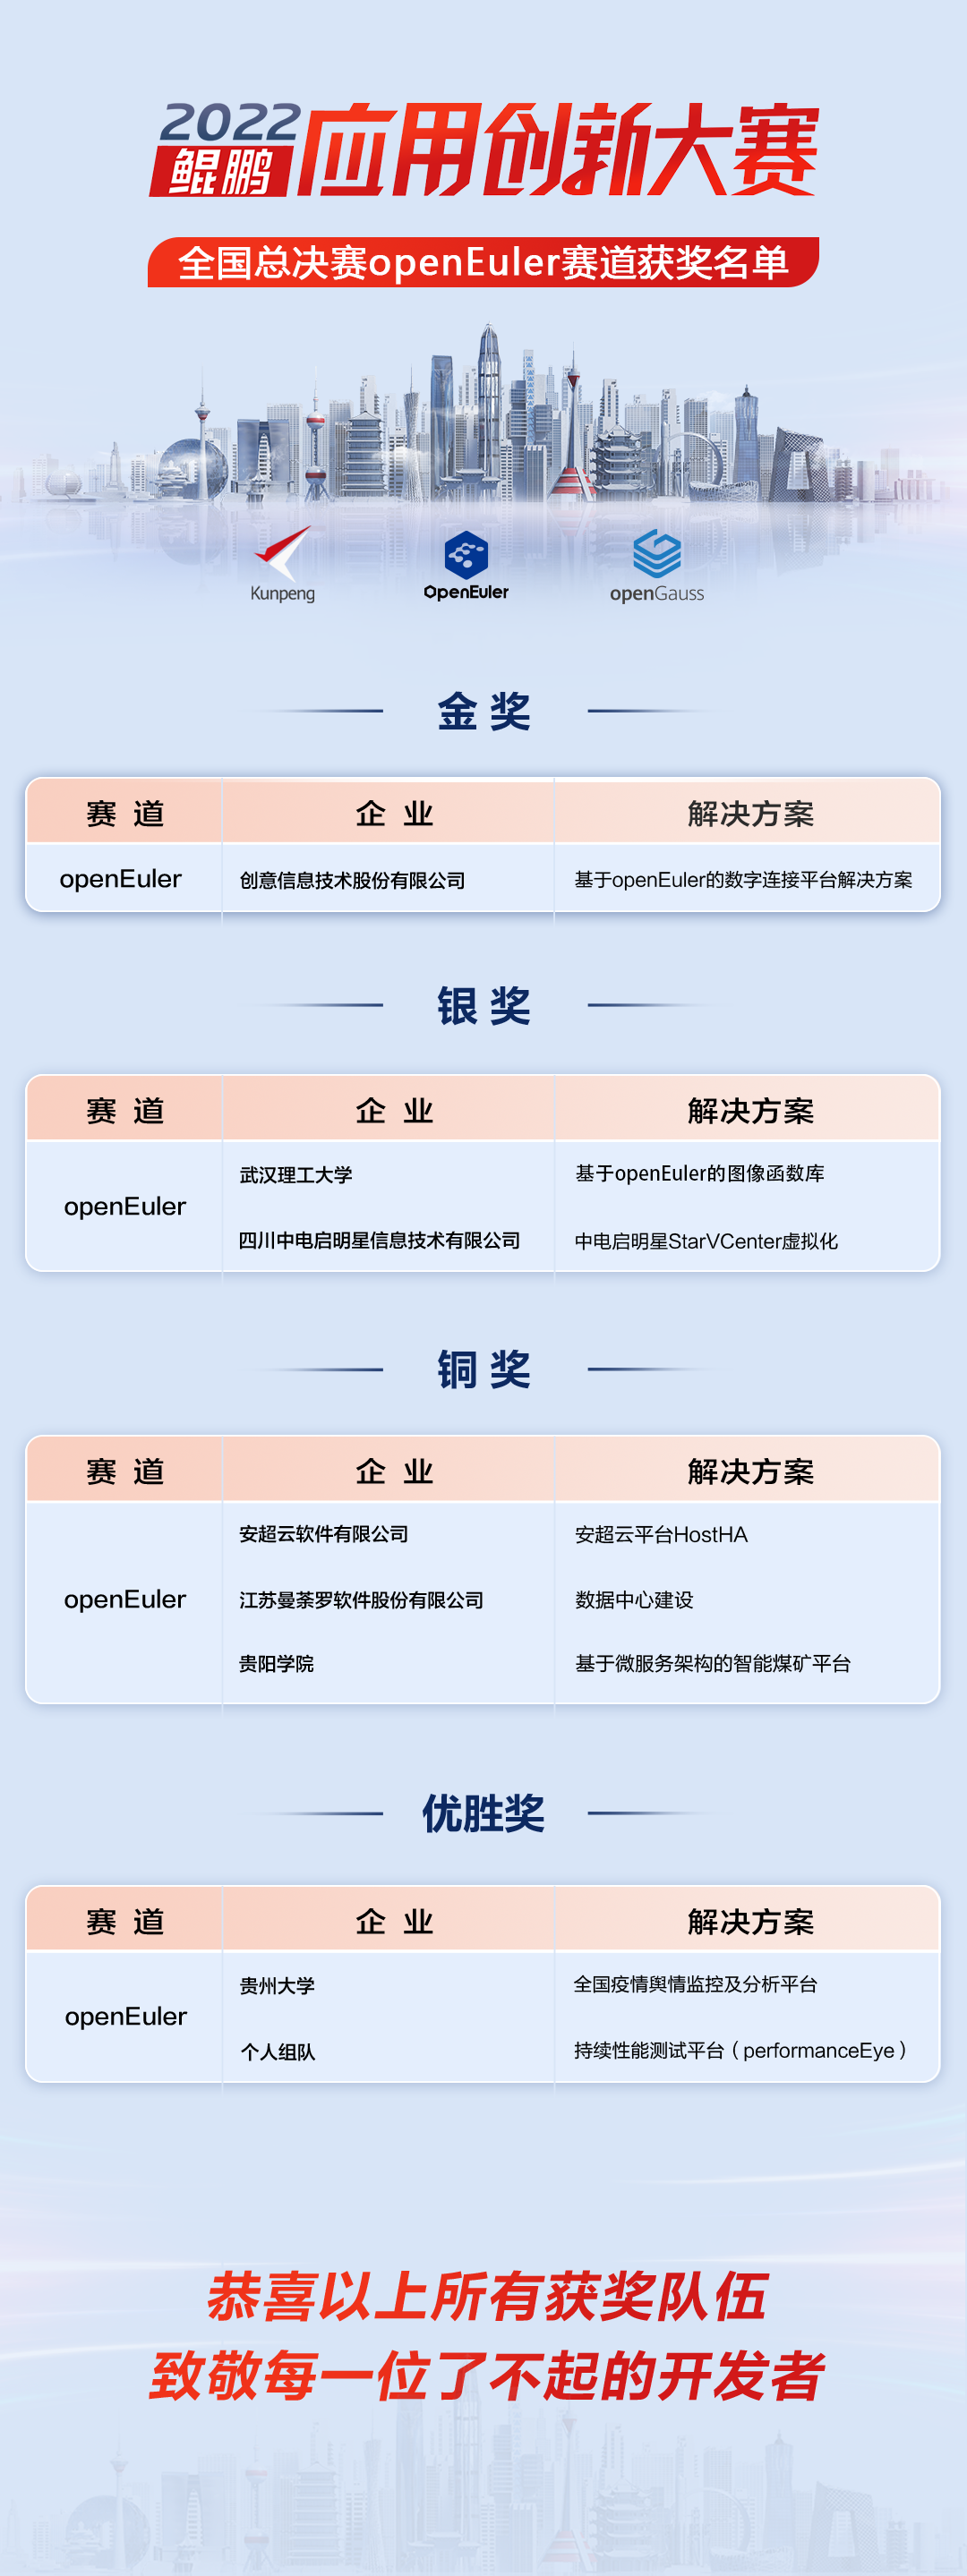 2022
鲲鹏 应用创新大赛
全国总决赛openEuler赛道获奖名单
Kunpeng OpenEuler openGauss
金 奖
赛 道 企 业 解决方案
openEuler 创意信息技术股份有限公司 基于openEuler的数字连接平台解决方案
银 奖
赛 道 企 业 解决方案
openEuler
武汉理工大学 基于openEuler的图像函数库
四川中电启明星信息技术有限公司 中电启明星StarVCenter虚拟化
铜 奖
赛 道 企 业 解决方案
openEuler
安超云软件有限公司 安超云平台HostHA
江苏曼荼罗软件股份有限公司 数据中心建设
贵阳学院 基于微服务架构的智能煤矿平台
优胜奖
赛 道 企 业 解决方案
openEuler
贵州大学 全国疫情舆情监控及分析平台
个人组队 持续性能测试平台（performanceEye）
恭喜以上所有获奖队伍
致敬每一位了不起的开发者